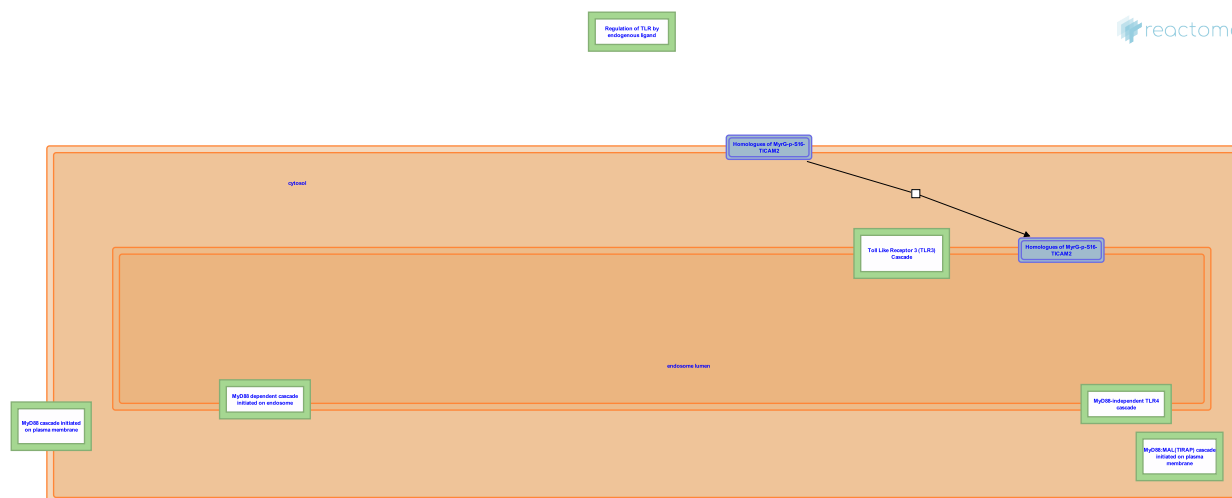 Regulation of TLR by
endogenous ligand
reactome
Homologues of MyrG-p-S16-
TICAM2
cytosol
Toll Like Receptor 3 (TLR3)
Cascade
Homologues of MyrG-p-S16-
TICAM2
endosome lumen
MyD88 dependent cascade
initiated on endosome
MyD88-independent TLR4
cascade
MyD88 cascade initiated
on plasma membrane
MyD88:MAL(TIRAP) cascade
initiated on plasma
membrane